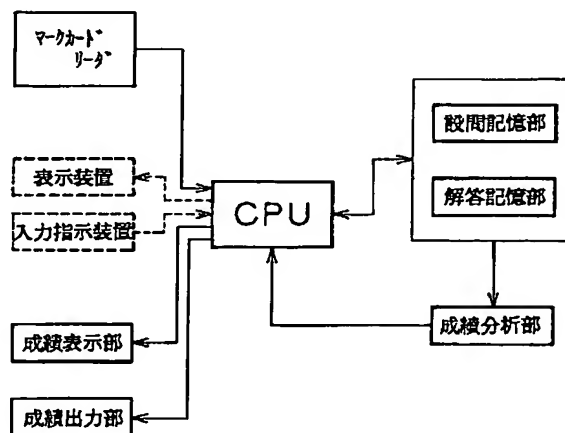 マークカード
リーダ
表示装置
入力指示装置
CPU
設問記憶部
解答記憶部
成績分析部
成績表示部
成績出力部